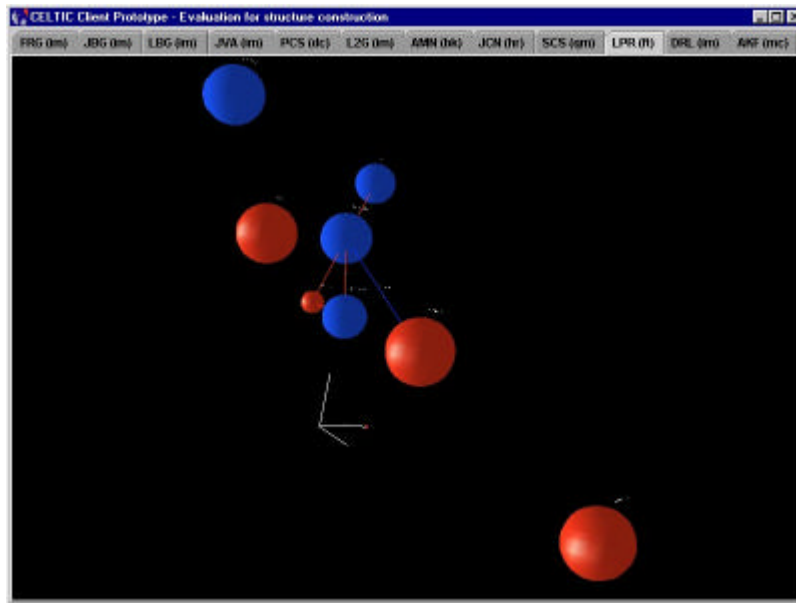 CELTIC Client Prototype - Evaluation for structure construction
FRG (im) JBG (im) LBG (im) JVA (im) PCS (dc) L2G (im) AMN (bk) JCN (hr) SCS (qm) LPR (ft) DRL (im) AKF (mc)